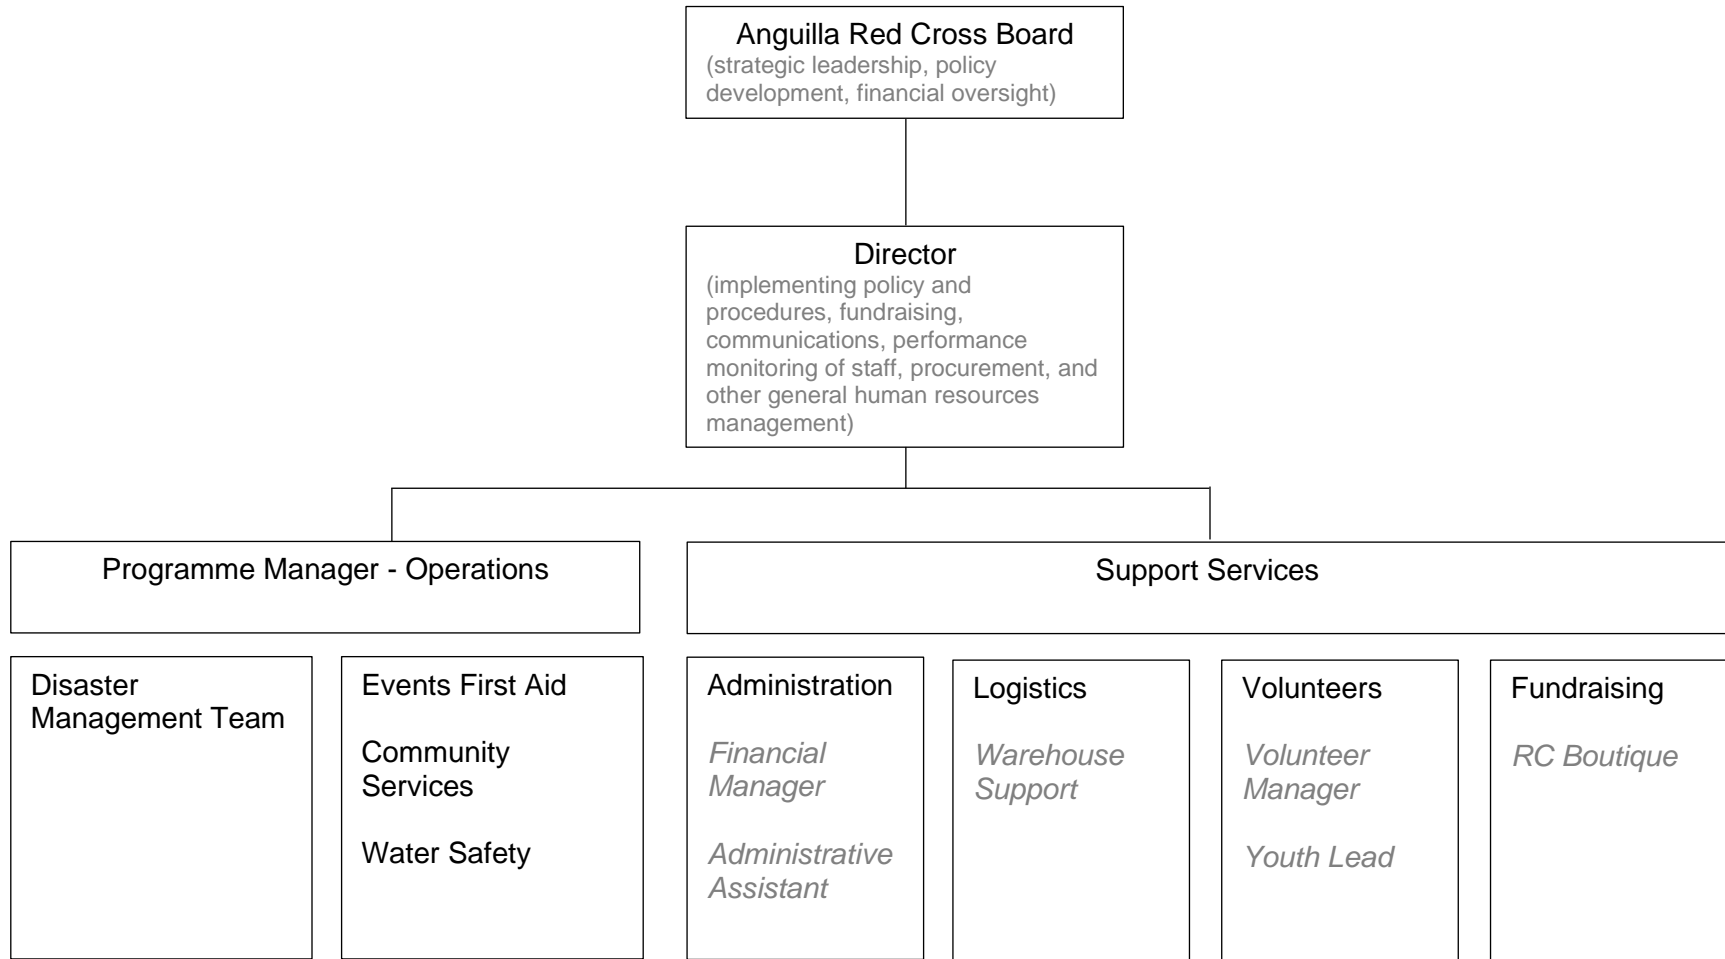 Anguilla Red Cross Board
(strategic leadership, policy
development, financial oversight)
Director
(implementing policy and
procedures, fundraising,
communications, performance
monitoring of staff, procurement, and
other general human resources
management)
Programme Manager - Operations
Support Services
Disaster
Management Team
Events First Aid
Community
Services
Water Safety
Administration
Financial
Manager
Administrative
Assistant
Logistics
Warehouse
Support
Volunteers
Volunteer
Manager
Youth Lead
Fundraising
RC Boutique